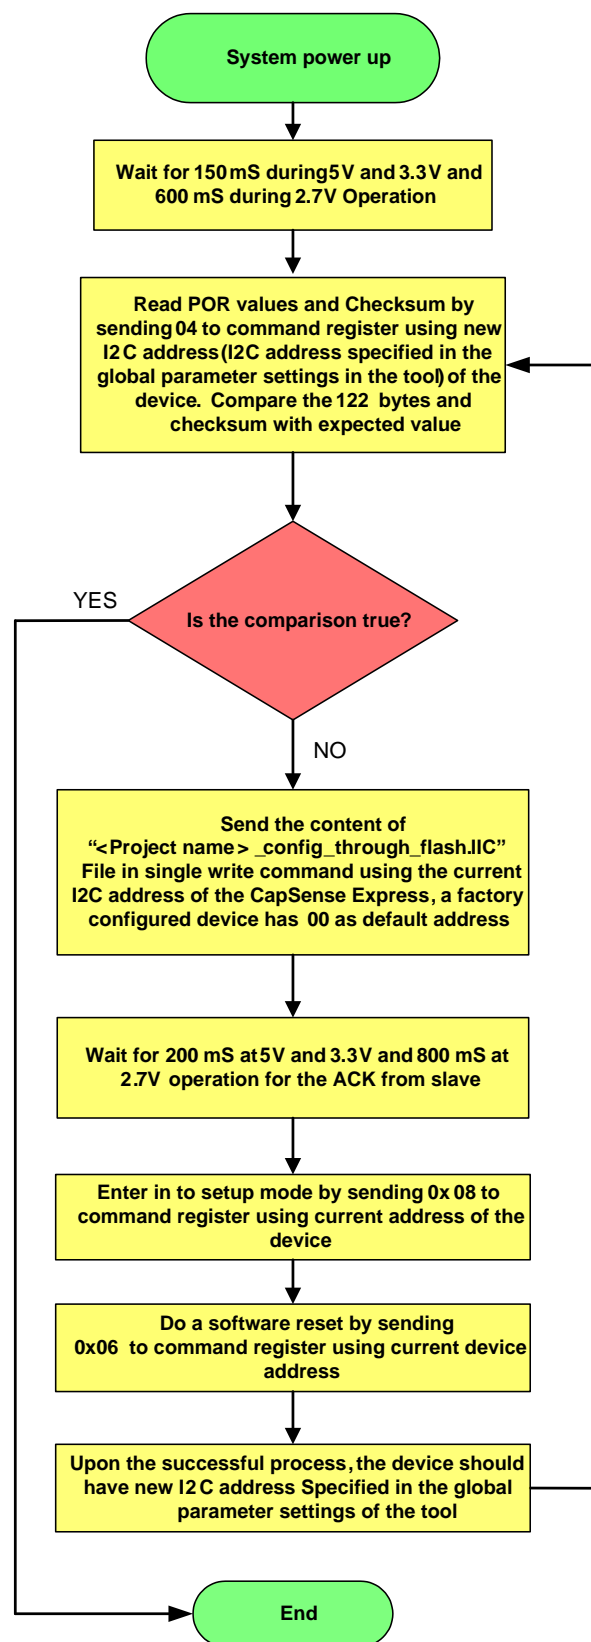 System power up
Wait for 150 mS during 5V and 3.3V and
600 mS during 2.7V Operation
Read POR values and Checksum by
sending 04 to command register using new
I2C address (I2C address specified in the
global parameter settings in the tool) of the
device. Compare the 122 bytes and
checksum with expected value
Is the comparison true?
YES
NO
Send the content of
“<Project name> _config_through_flash.IIC”
File in single write command using the current
I2C address of the CapSense Express, a factory
configured device has 00 as default address
Wait for 200 mS at 5V and 3.3V and 800 mS at
2.7V operation for the ACK from slave
Enter in to setup mode by sending 0x08 to
command register using current address of the
device
Do a software reset by sending
0x06 to command register using current device
address
Upon the successful process, the device should
have new I2C address Specified in the global
parameter settings of the tool
End